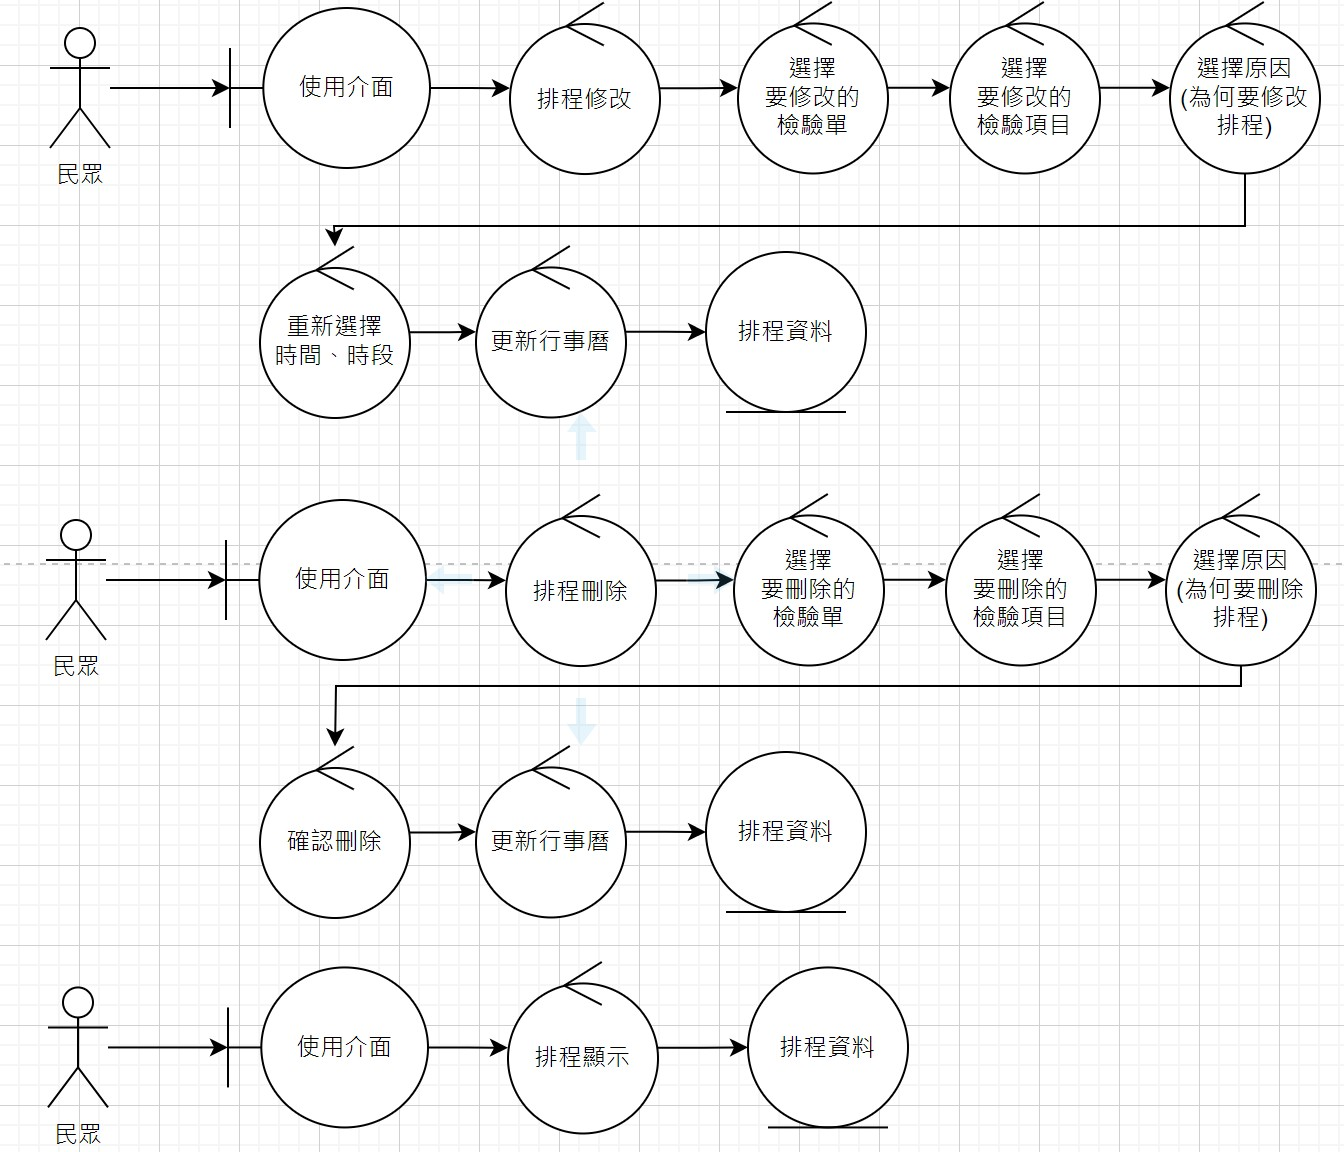 民眾
使用介面
排程修改
選擇
要修改的
檢驗單
選擇
要修改的
檢驗項目
選擇原因
(為何要修改
排程)
重新選擇
時間、時段
更新行事曆
排程資料
民眾
使用介面
排程刪除
選擇
要刪除的
檢驗單
選擇
要刪除的
檢驗項目
選擇原因
(為何要刪除
排程)
確認刪除
更新行事曆
排程資料
民眾
使用介面
排程顯示
排程資料